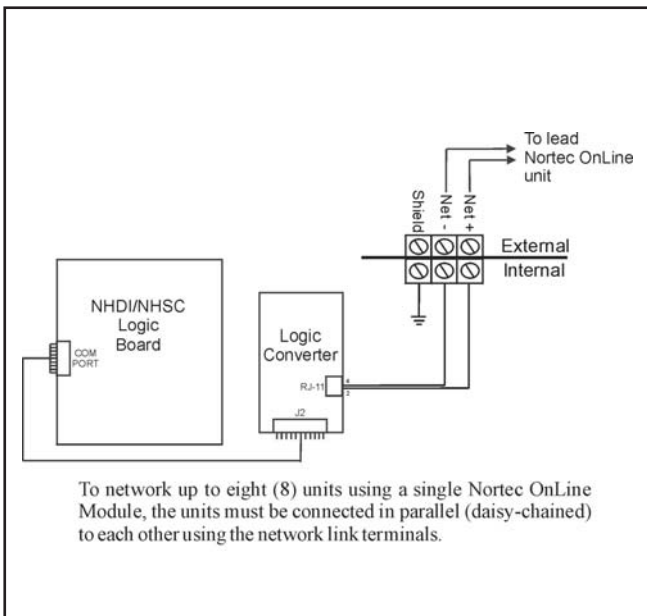 To lead
Nortec OnLine
unit
Shield
Net -
Net +
External
Internal
NHDI/NHSC
Logic
Board
COM
PORT
Logic
Converter
RJ-11
4
3
J2
To network up to eight (8) units using a single Nortec OnLine
Module, the units must be connected in parallel (daisy-chained)
to each other using the network link terminals.